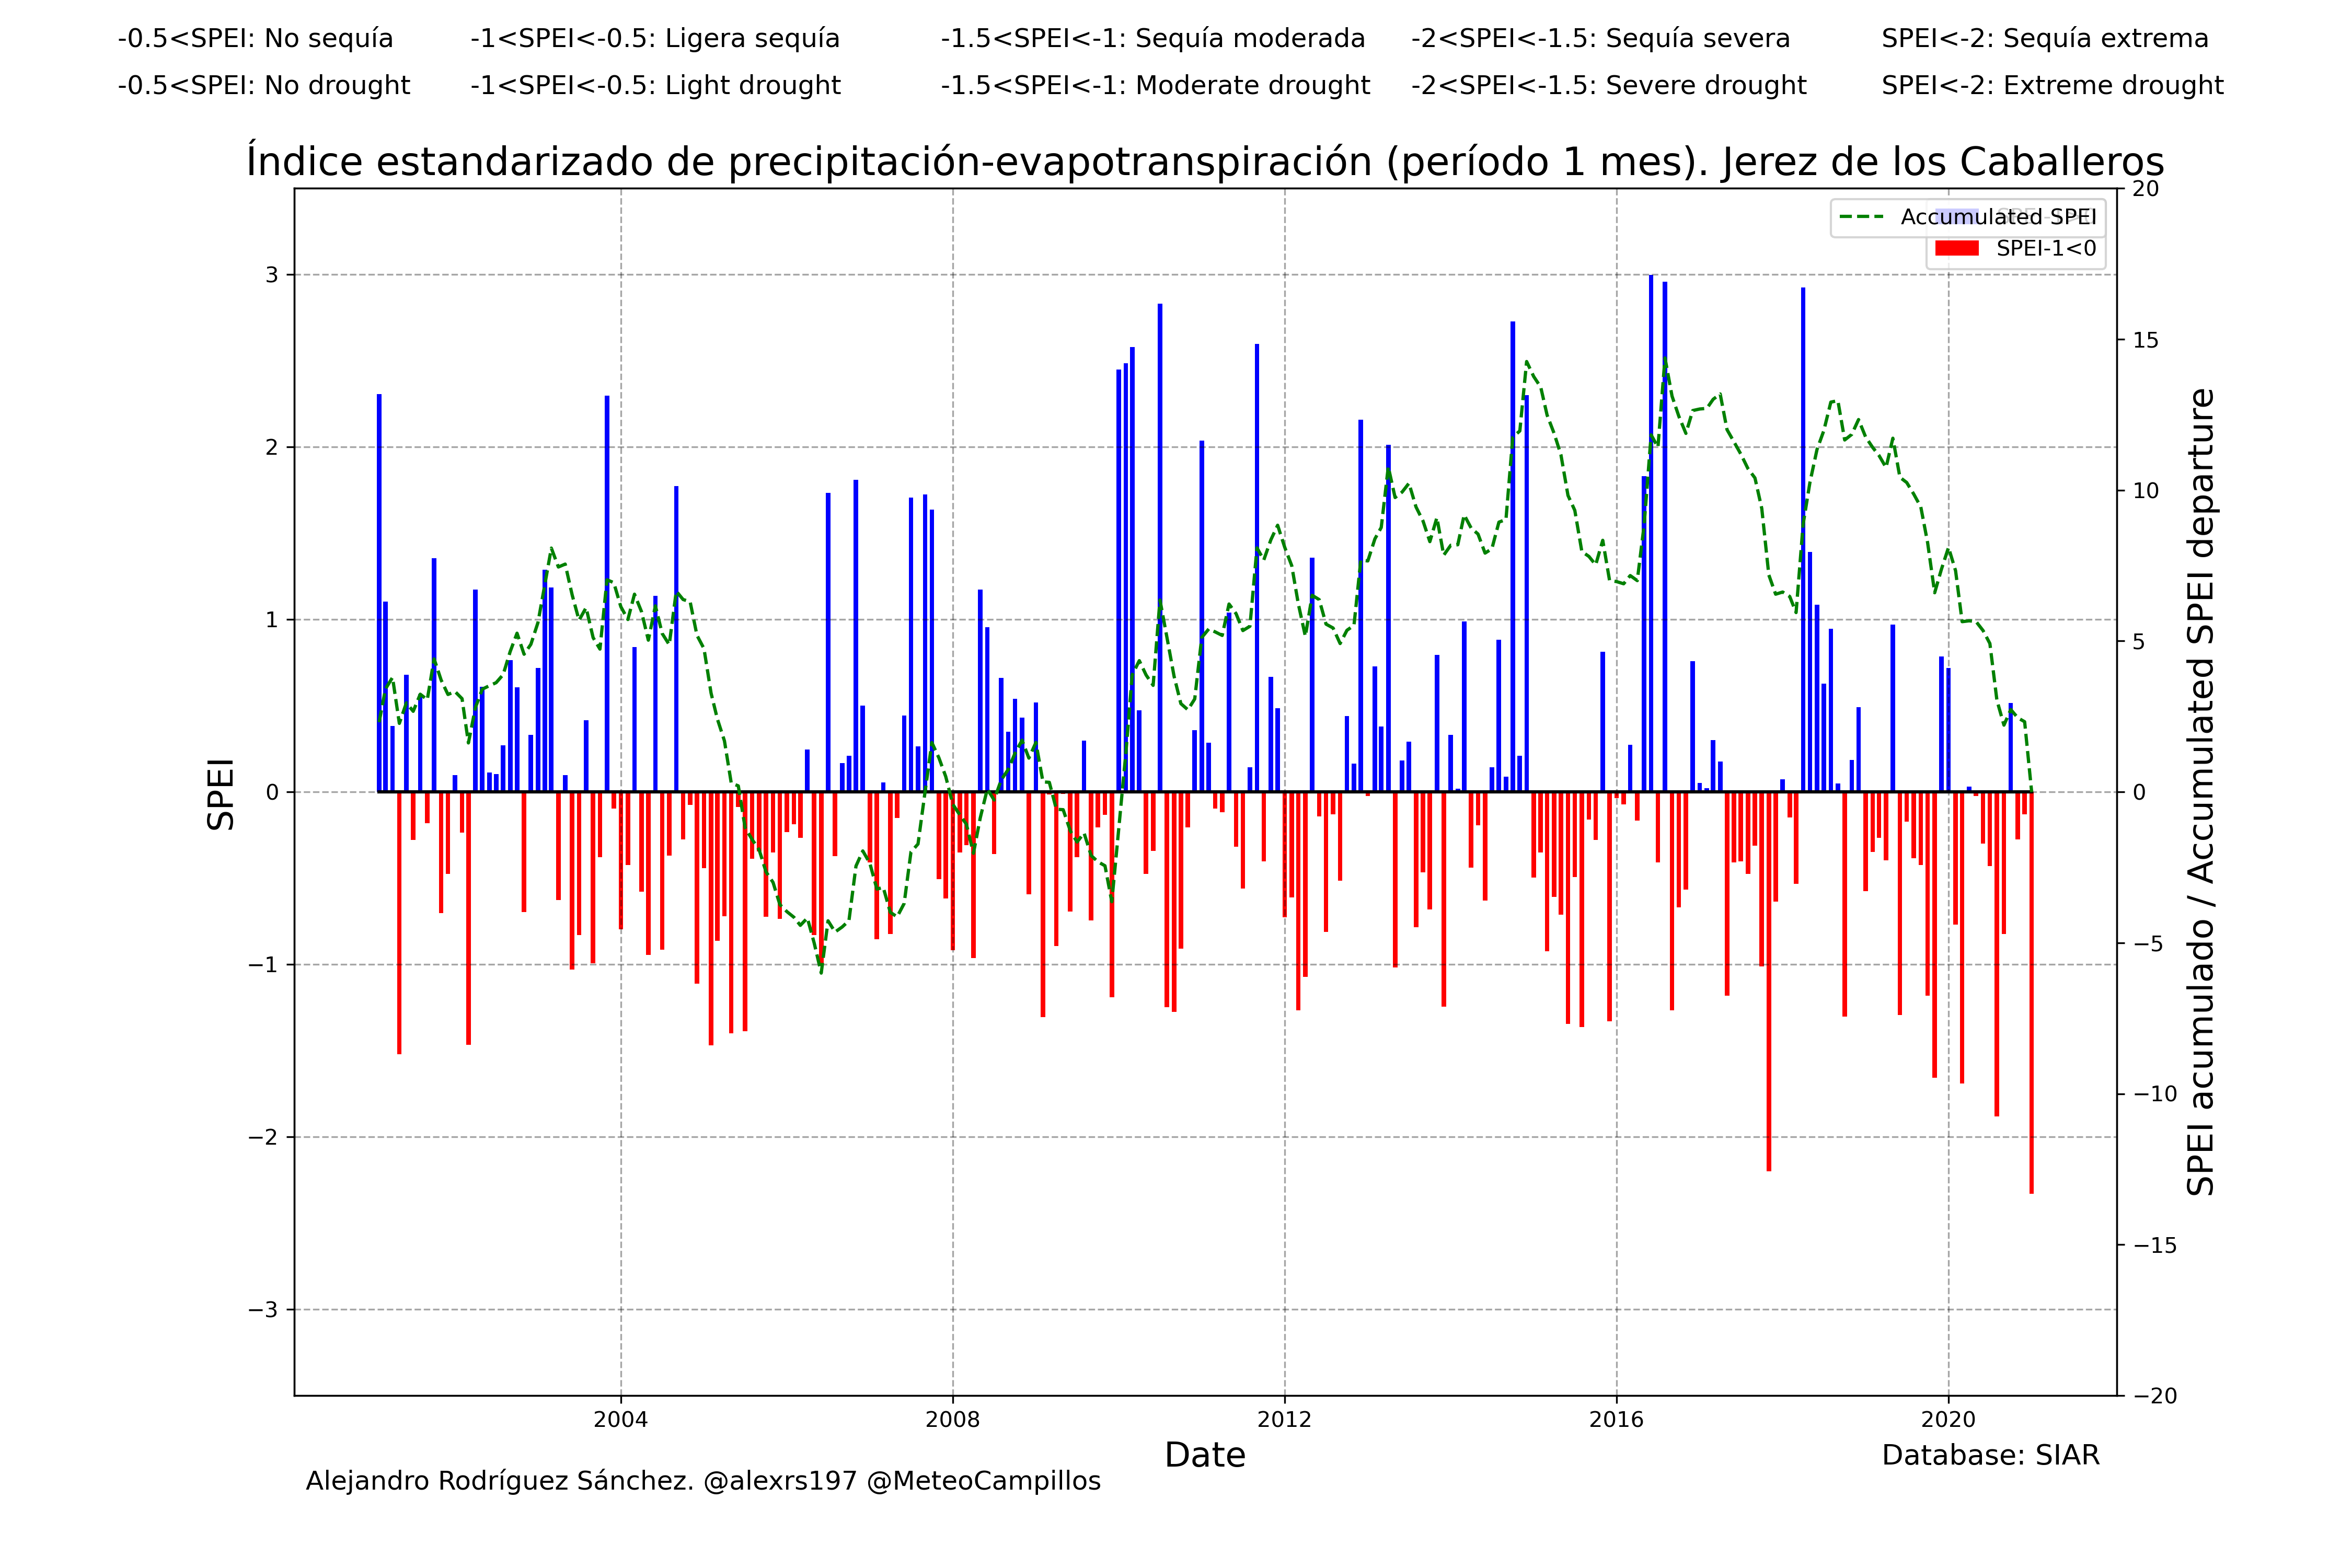 -0.5<SPEI: No sequía -1<SPEI<-0.5: Ligera sequía -1.5<SPEI<-1: Sequía moderada -2<SPEI<-1.5: Sequía severa SPEI<-2: Sequía extrema
-0.5<SPEI: No drought -1<SPEI<-0.5: Light drought -1.5<SPEI<-1: Moderate drought -2<SPEI<-1.5: Severe drought SPEI<-2: Extreme drought
Índice estandarizado de precipitación-evapotranspiración (período 1 mes). Jerez de los Caballeros
Accumulated SPEI
SPEI-1<0
3
2
1
0
−1
−2
−3
SPEI
20
15
10
5
0
−5
−10
−15
−20
SPEI acumulado / Accumulated SPEI departure
2004 2008 2012 2016 2020
Date
Database: SIAR
Alejandro Rodríguez Sánchez. @alexrs197 @MeteoCampillos